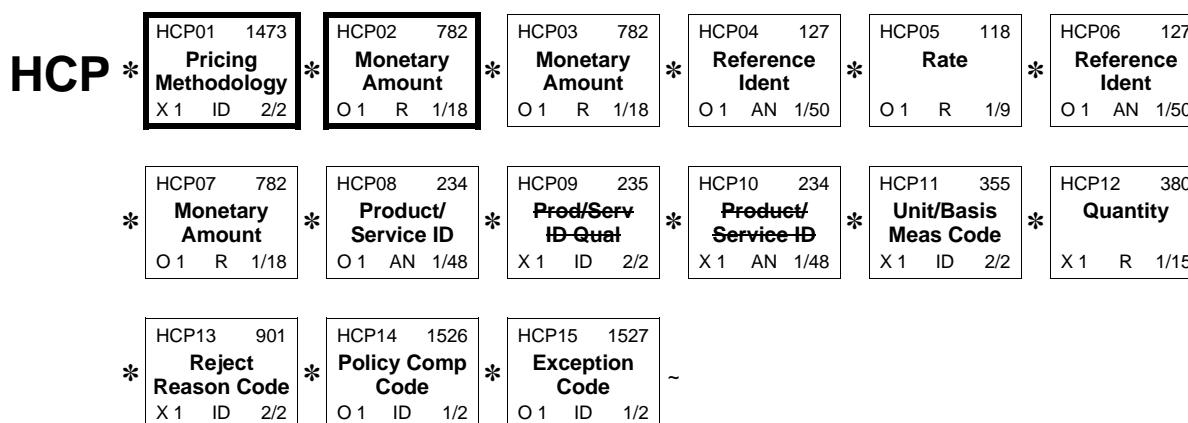 HCP01 1473 HCP02 782 HCP03 782 HCP04 127 HCP05 118 HCP06 127
HCP * Pricing Methodology * Monetary Amount * Monetary Amount * Reference Ident * Rate * Reference Ident
X 1 ID 2/2 O 1 R 1/18 O 1 R 1/18 O 1 AN 1/50 O 1 R 1/9 O 1 AN 1/50
HCP07 782 HCP08 234 HCP09 235 HCP10 234 HCP11 355 HCP12 380
* Monetary Amount * Product/ Service ID * Prod/Serv ID Qual * Product/ Service ID * Unit/Basis Meas Code * Quantity
O 1 R 1/18 O 1 AN 1/48 X 1 ID 2/2 X 1 AN 1/48 X 1 ID 2/2 X 1 R 1/15
HCP13 901 HCP14 1526 HCP15 1527
* Reject Reason Code * Policy Comp Code * Exception Code ~
X 1 ID 2/2 O 1 ID 1/2 O 1 ID 1/2